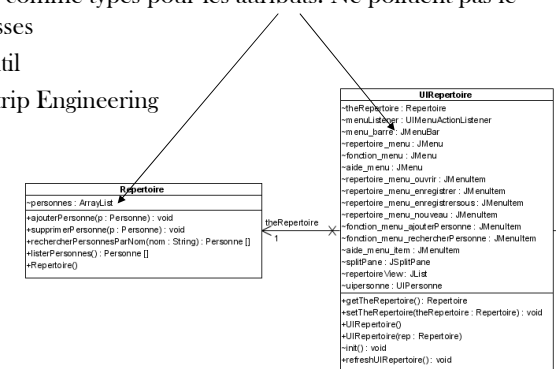 comme types pour les attributs. Ne polluent pas le
sses
til
trip Engineering
UIRepertoire
~theRepertoire : Repertoire
~menuListener : UIMenuActionListener
~menu_barre : JMenuBar
~repertoire_menu : JMenu
~fonction_menu : JMenu
~aide_menu : JMenu
~repertoire_menu_ouvrir : JMenuItem
~repertoire_menu_enregistrer : JMenuItem
~repertoire_menu_enregistrersous : JMenuItem
~repertoire_menu_nouveau : JMenuItem
~fonction_menu_ajouterPersonne : JMenuItem
~fonction_menu_rechercherPersonne : JMenuItem
~aide_menu_item : JMenuItem
~splitPane : JSplitPane
~repertoireView : JList
~uipersonne : UIPersonne
+getTheRepertoire() : Repertoire
+setTheRepertoire(theRepertoire : Repertoire) : void
+UIRepertoire()
+UIRepertoire(rep : Repertoire)
~init() : void
+refreshUIRepertoire() : void
Repertoire
~personnes : ArrayList
+ajouterPersonne(p : Personne) : void
+supprimerPersonne(p : Personne) : void
+rechercherPersonnesParNom(nom : String) : Personne []
+listerPersonnes() : Personne []
+Repertoire()
theRepertoire
1